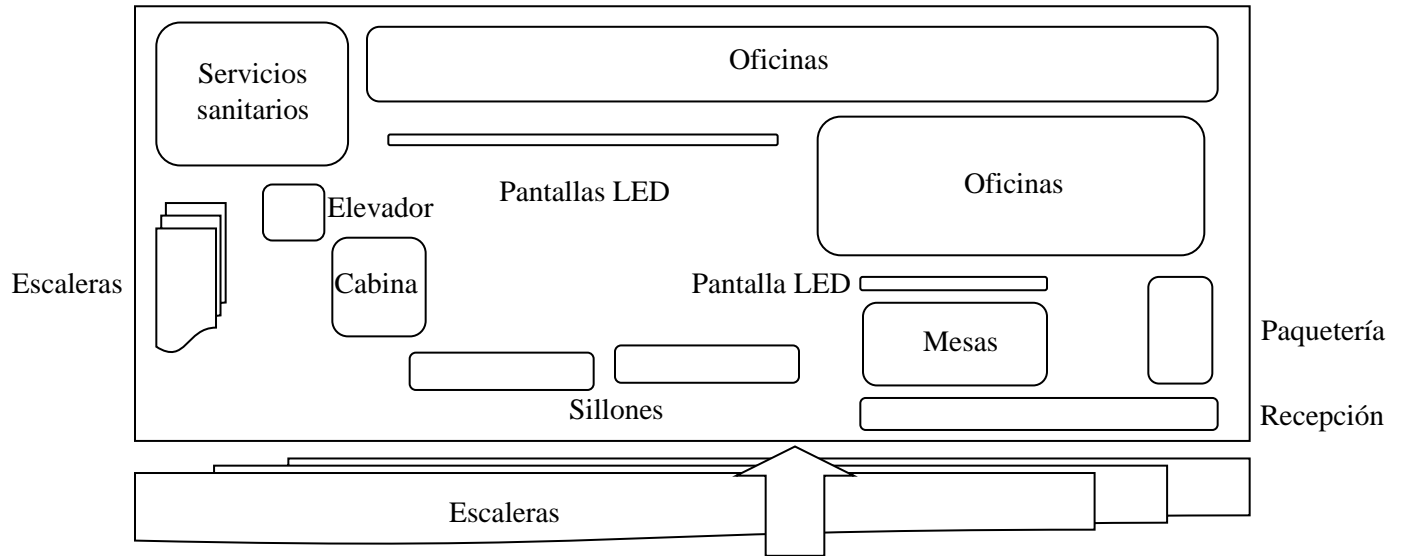 Servicios
sanitarios
Oficinas
Pantallas LED
Oficinas
Elevador
Escaleras
Cabina
Pantalla LED
Mesas
Paquetería
Sillones
Recepción
Escaleras